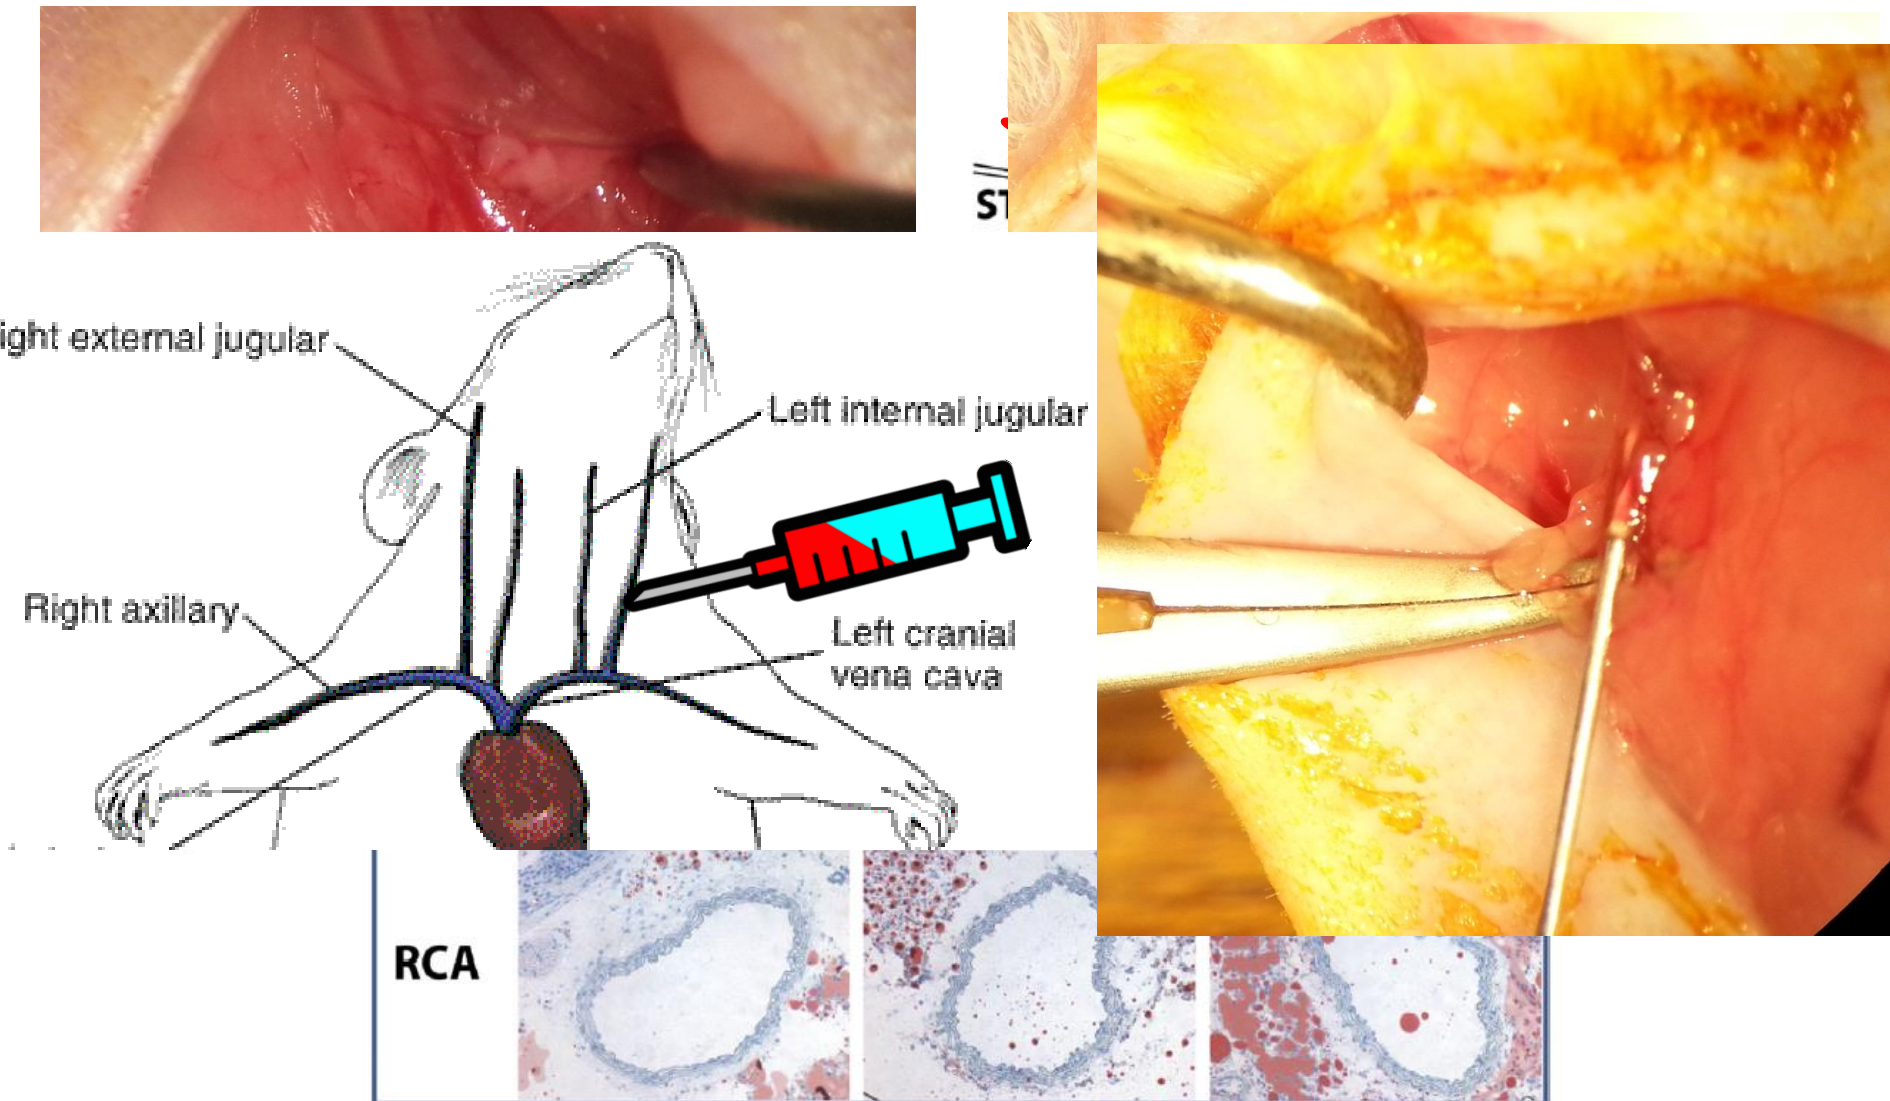 ST
ight external jugular
Left internal jugular
Right axillary
Left cranial
vena cava
RCA